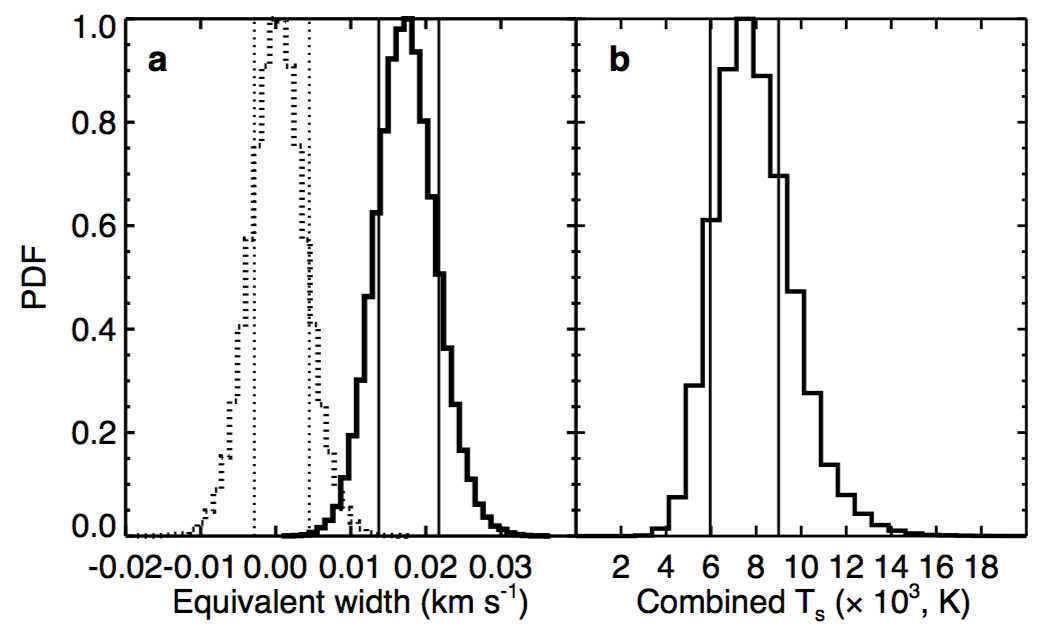 a
b
PDF
1.0
0.8
0.6
0.4
0.2
0.0
-0.02 -0.01 0.00 0.01 0.02 0.03
2 4 6 8 10 12 14 16 18
Equivalent width (km s⁻¹)
Combined Tₛ (× 10³, K)